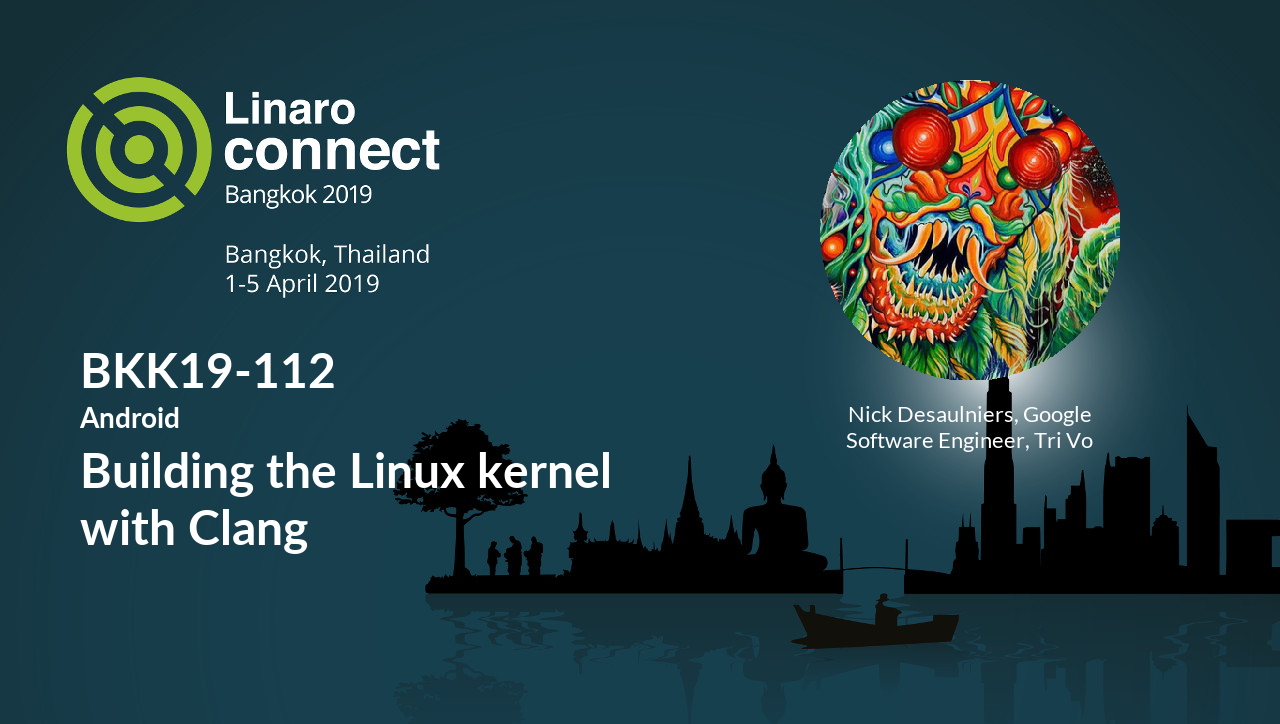 Linaro
connect
Bangkok 2019
Bangkok, Thailand
1-5 April 2019
BKK19-112
Android
Building the Linux kernel
with Clang
Nick Desaulniers, Google
Software Engineer, Tri Vo